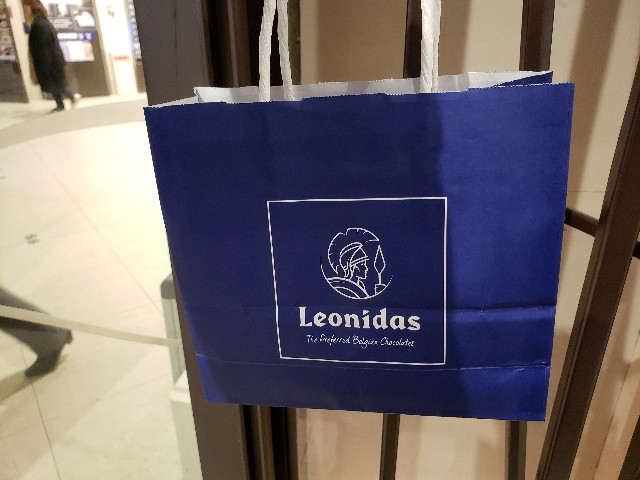 Leonidas
The Preferred Belgian Chocolates